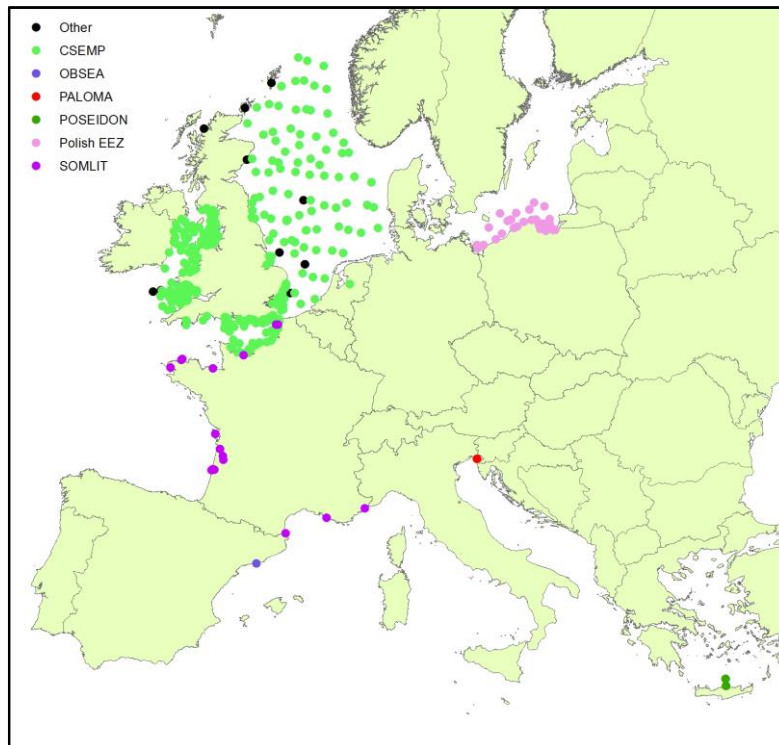 Other
CSEMP
OBSEA
PALOMA
POSEIDON
Polish EEZ
SOMLIT